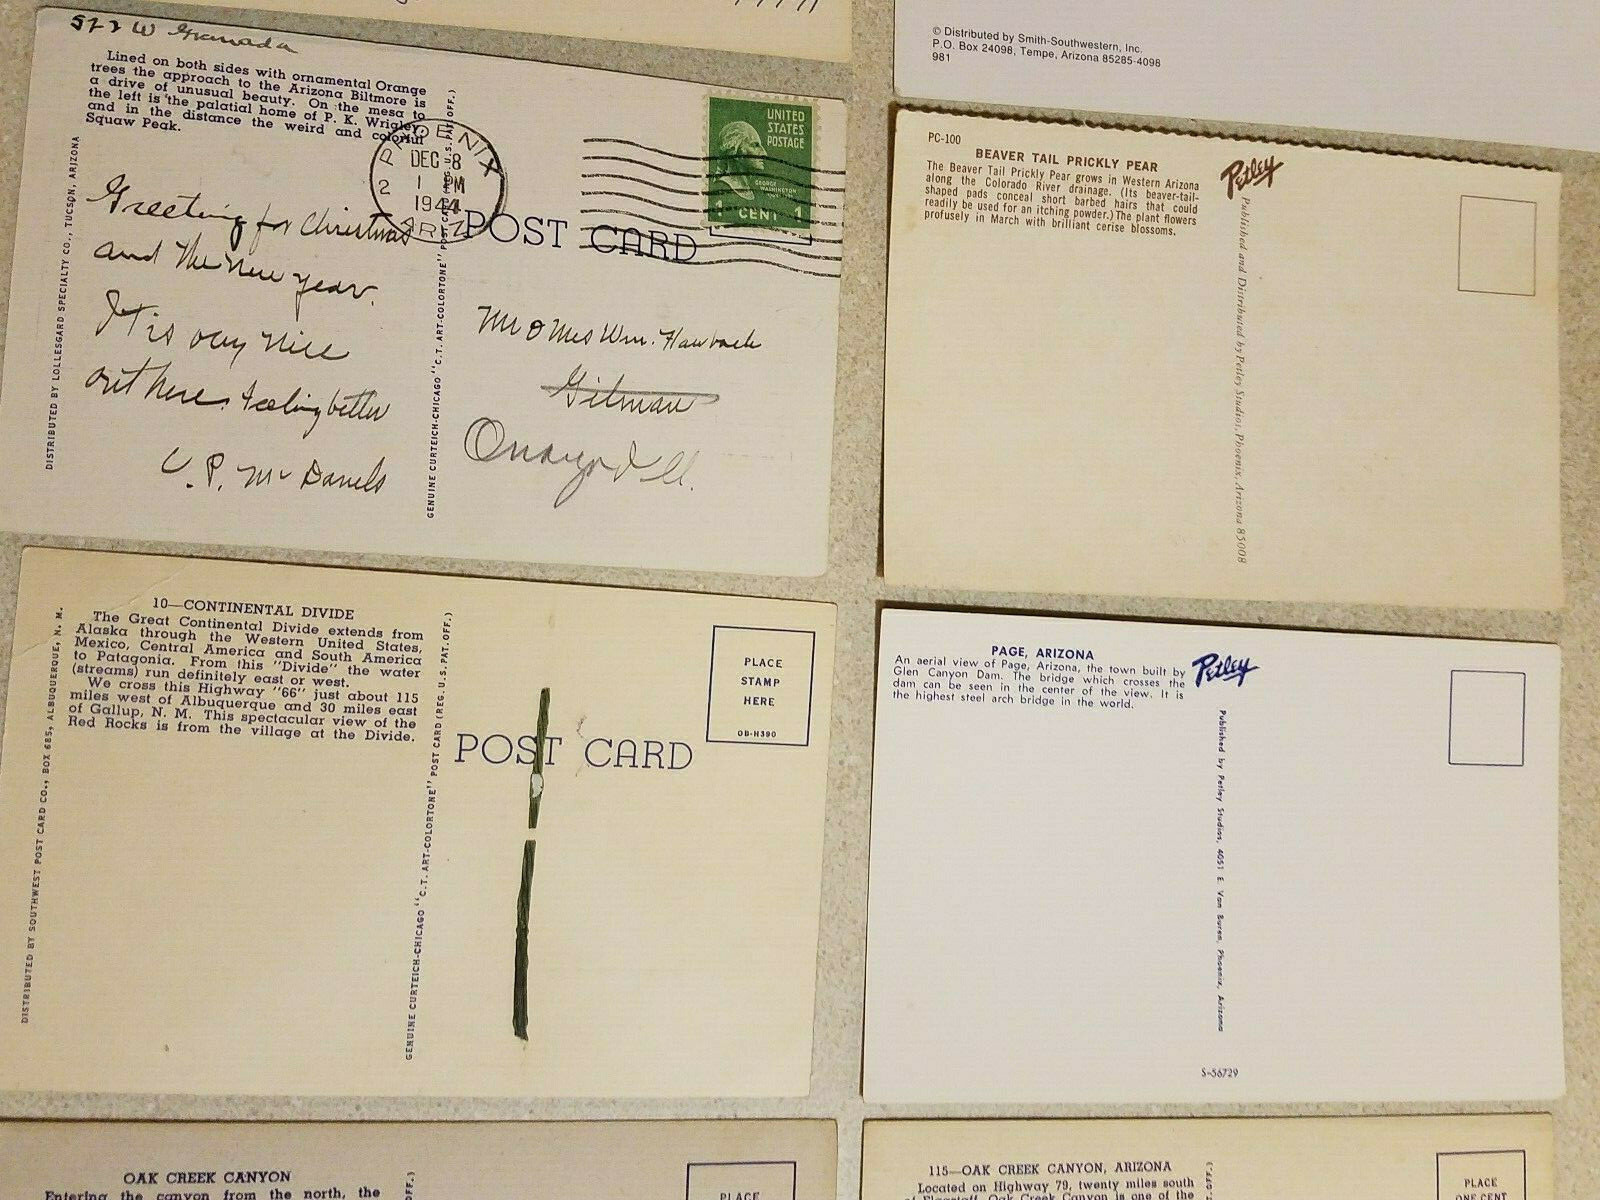 © Distributed by Smith-Southwestern, Inc.
P.O. Box 24098, Tempe, Arizona 85285-4098
981
522 W Granada
Lined on both sides with ornamental Orange
trees the approach to the Arizona Biltmore is
a drive of unusual beauty. On the mesa to
the left is the palatial home of P. K. Wrigley
and in the distance the weird and colorful
Squaw Peak.
DISTRIBUTED BY LOLLESGARD SPECIALTY CO., TUCSON, ARIZONA
Greeting for Christmas
and the New Year.
It is very nice
out here. Feeling better
C. P. McDaniels
GENUINE CURTEICH-CHICAGO "C.T. ART-COLORTONE" POST CARD (REG. U.S. PAT. OFF.)
PHOENIX
DEC 8
1 PM
1944
ARIZ
2
POST CARD
UNITED
STATES
POSTAGE
GEORGE
WASHINGTON
1 CENT 1
Mr & Mrs Wm.
Gilman
Onarga Ill.
PC-100
BEAVER TAIL PRICKLY PEAR
The Beaver Tail Prickly Pear grows in Western Arizona
along the Colorado River drainage. (Its beaver-tail-
shaped pads conceal short barbed hairs that could
readily be used for an itching powder.) The plant flowers
profusely in March with brilliant cerise blossoms.
Petley
Published and Distributed by Petley Studios, Phoenix, Arizona 85008
10—CONTINENTAL DIVIDE
The Great Continental Divide extends from
Alaska through the Western United States,
Mexico, Central America and South America
to Patagonia. From this "Divide" the water
(streams) run definitely east or west.
We cross this Highway "66" just about 115
miles west of Albuquerque and 30 miles east
of Gallup, N. M. This spectacular view of the
Red Rocks is from the village at the Divide.
DISTRIBUTED BY SOUTHWEST POST CARD CO., BOX 685, ALBUQUERQUE, N. M.
GENUINE CURTEICH-CHICAGO "C.T. ART-COLORTONE" POST CARD (REG. U.S. PAT. OFF.)
POST CARD
PLACE
STAMP
HERE
OB-H390
PAGE, ARIZONA
An aerial view of Page, Arizona, the town built by
Glen Canyon Dam. The bridge which crosses the
dam can be seen in the center of the view. It is
the highest steel arch bridge in the world.
Petley
Published by Petley Studios, 4051 E. Van Buren, Phoenix, Arizona
S-56729
OAK CREEK CANYON
Entering the canyon from the north, the
OFF.)
PLACE
115—OAK CREEK CANYON, ARIZONA
Located on Highway 79, twenty miles south
of Flagstaff, Oak Creek Canyon is one of the
T. OFF.)
PLACE
ONE CENT